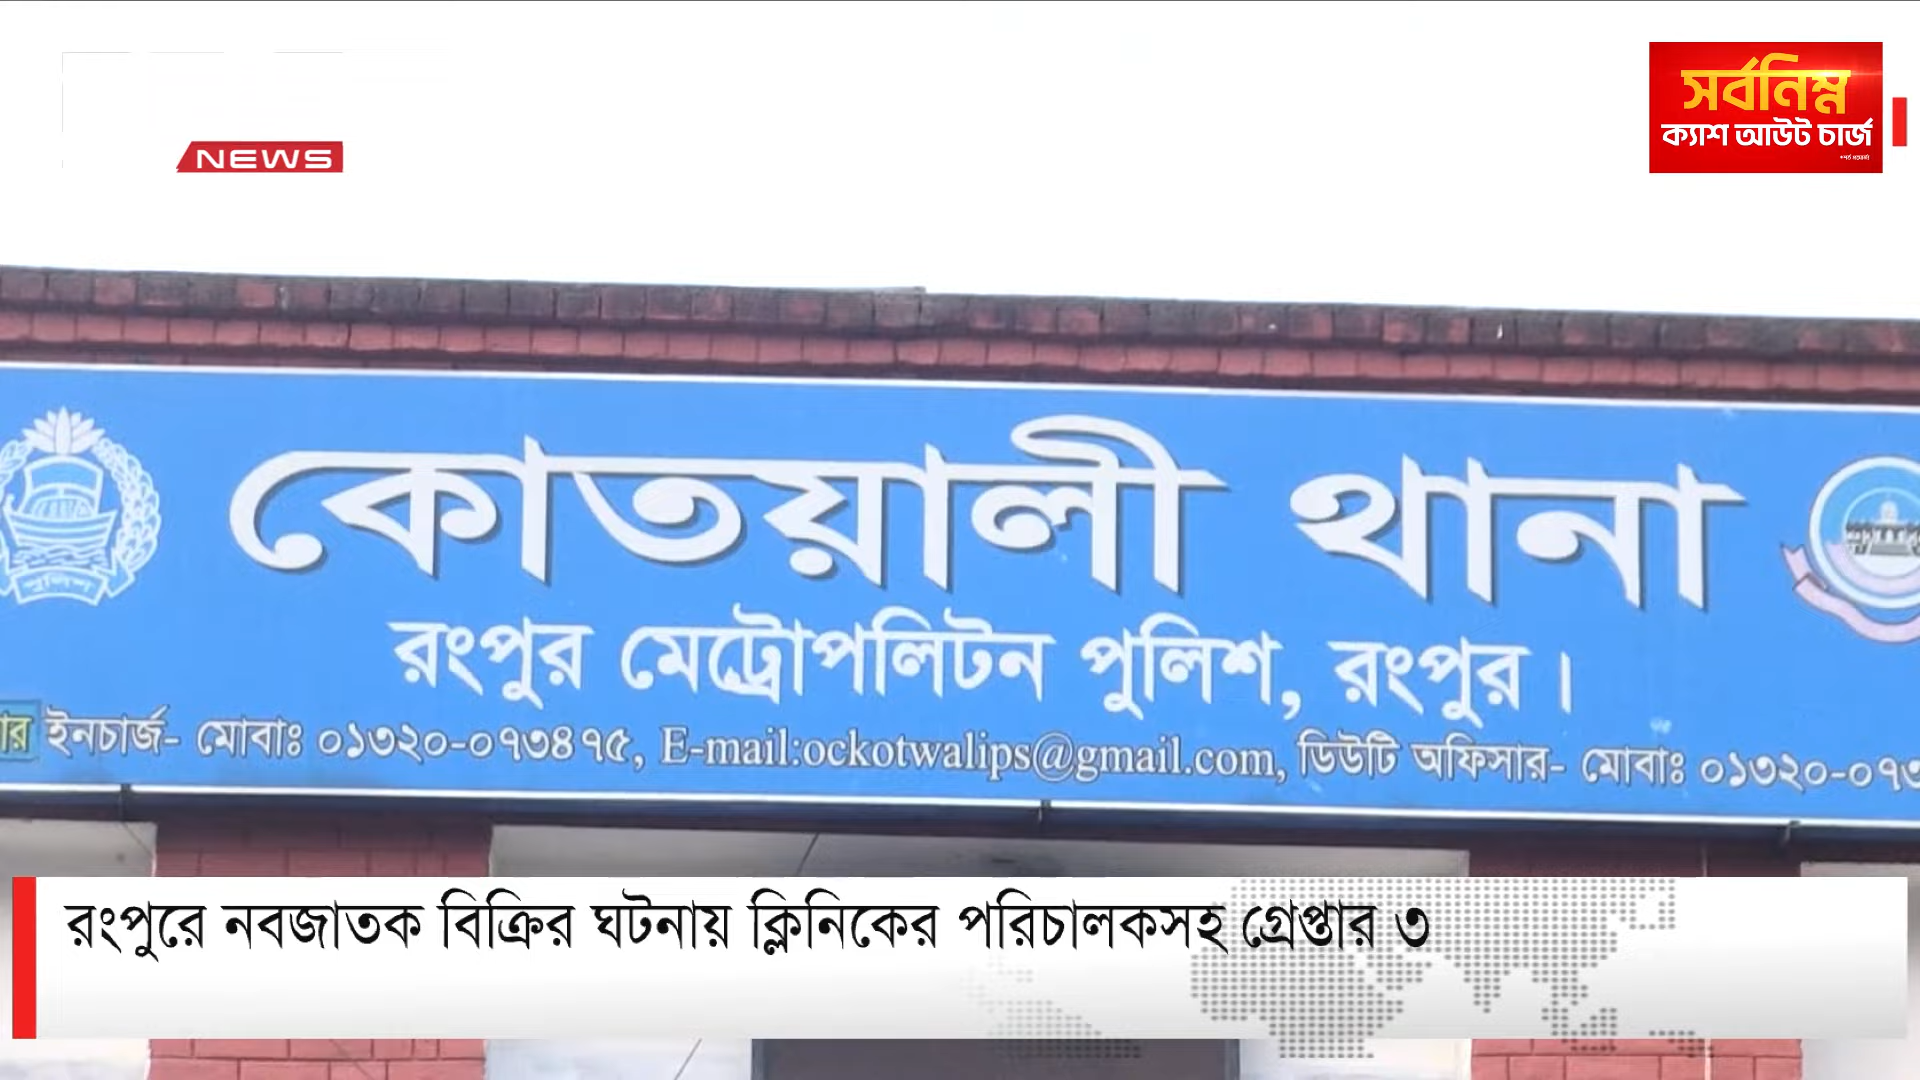 NEWS
সর্বনিম্ন
ক্যাশ আউট চার্জ
কোতয়ালী থানা
রংপুর মেট্রোপলিটন পুলিশ, রংপুর।
ইনচার্জ- মোবাঃ ০১৩২০-০৭৩৪৭৫, E-mail:ockotwalips@gmail.com, ডিউটি অফিসার- মোবাঃ ০১৩২০-০৭৩
রংপুরে নবজাতক বিক্রির ঘটনায় ক্লিনিকের পরিচালকসহ গ্রেপ্তার ৩